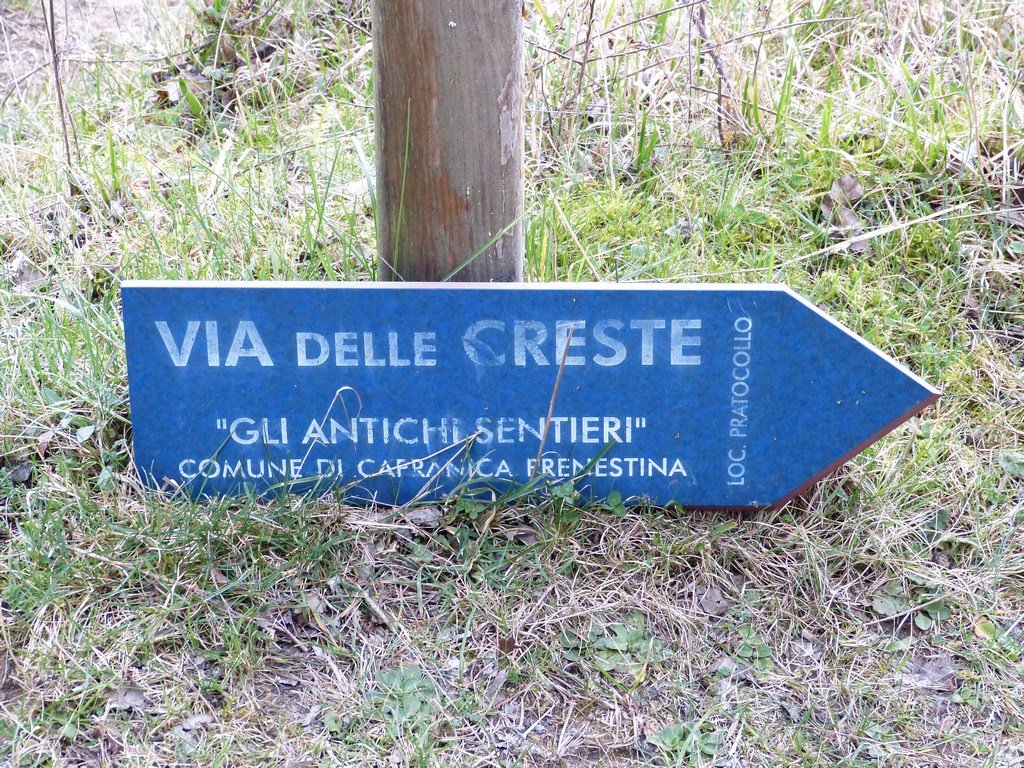 VIA DELLE CRESTE
"GLI ANTICHI SENTIERI"
COMUNE DI CAPRANICA PRENESTINA
LOC. PRATOCOLLO